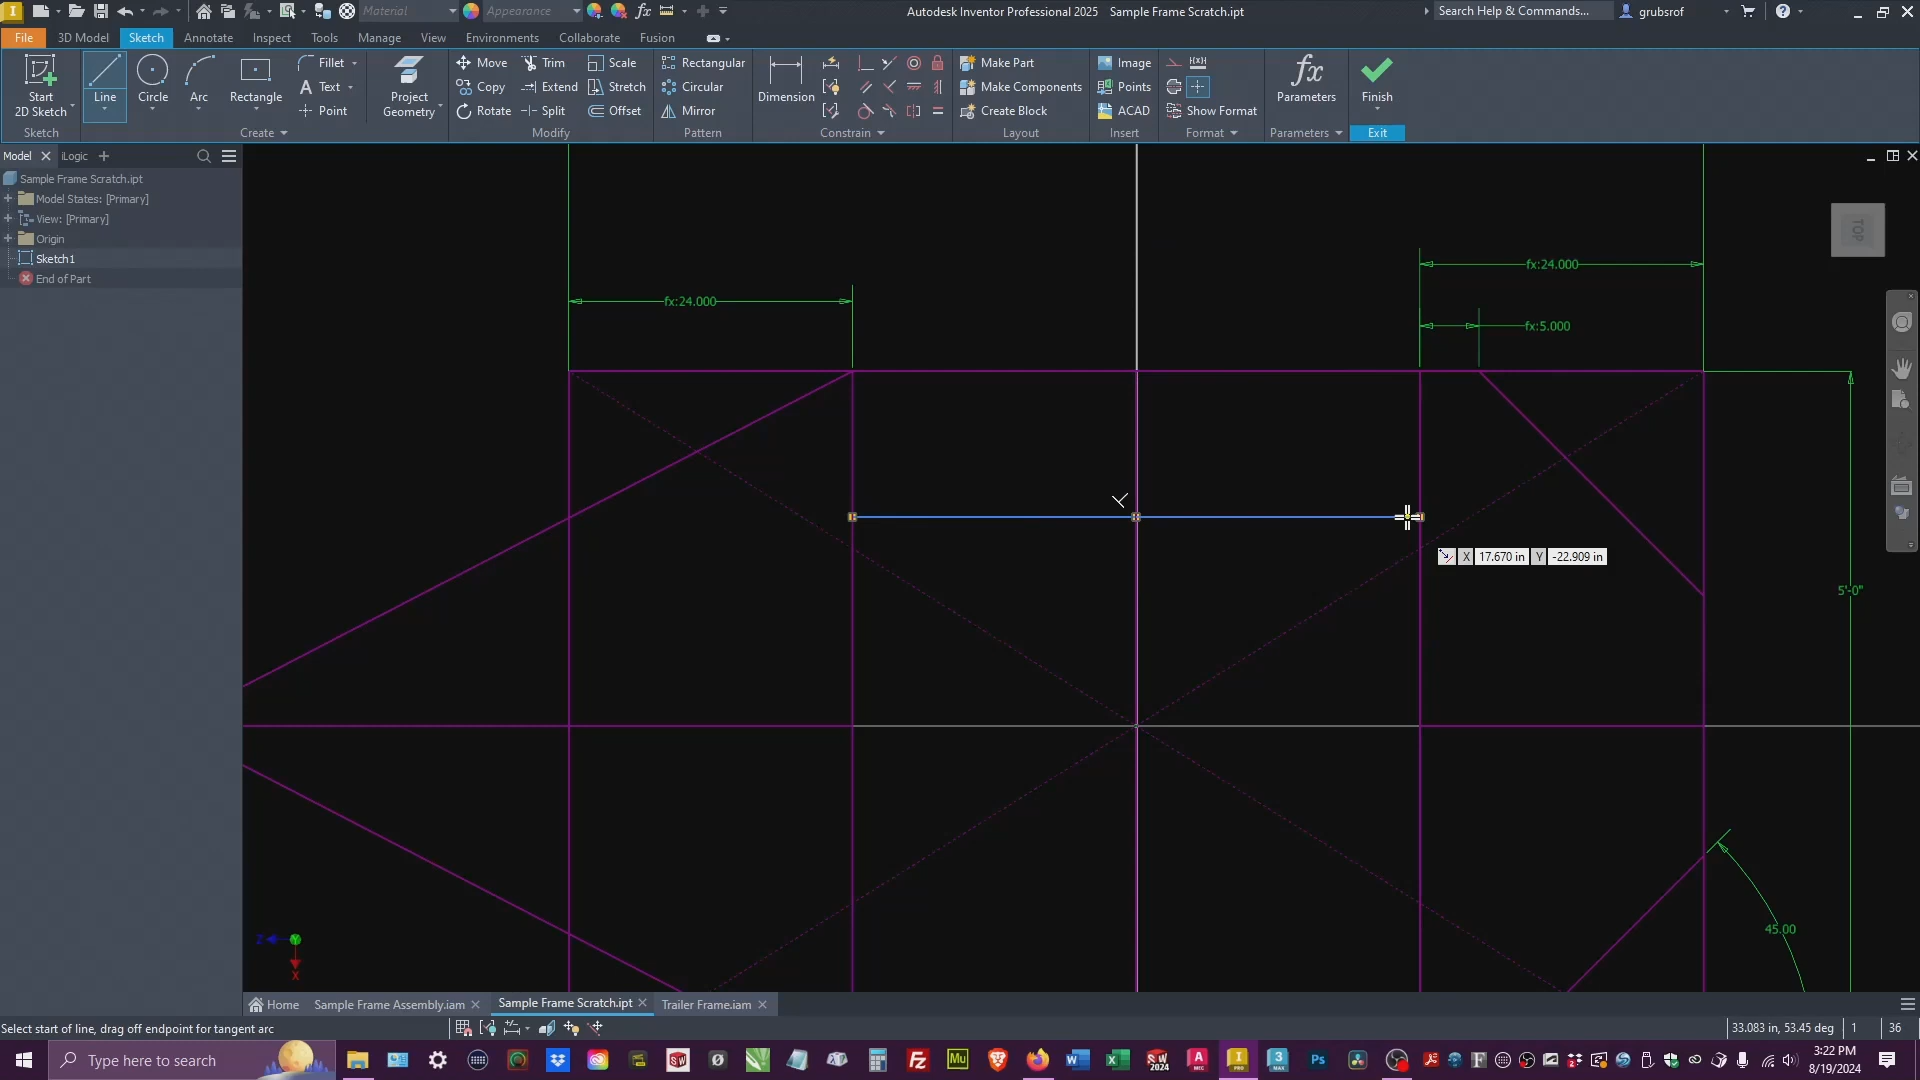 Material
Appearance
Autodesk Inventor Professional 2025 Sample Frame Scratch.ipt
Search Help & Commands...
grubsrof
File 3D Model Sketch Annotate Inspect Tools Manage View Environments Collaborate Fusion
Start
2D Sketch
Line
Circle
Arc
Rectangle
Fillet
Text
Point
Project
Geometry
Move
Copy
Rotate
Trim
Extend
Split
Scale
Stretch
Offset
Rectangular
Circular
Mirror
Dimension
Make Part
Make Components
Create Block
Image
Points
ACAD
Show Format
fx
Parameters
Finish
Sketch Create Modify Pattern Constrain Layout Insert Format Parameters Exit
Model iLogic
Sample Frame Scratch.ipt
Model States: [Primary]
View: [Primary]
Origin
Sketch1
End of Part
TOP
fx:24.000
fx:24.000
fx:5.000
X 17.670 in Y -22.909 in
5'-0"
45.00
Z Y
X
Home Sample Frame Assembly.iam Sample Frame Scratch.ipt Trailer Frame.iam
Select start of line, drag off endpoint for tangent arc
33.083 in, 53.45 deg 1 36
Type here to search
3:22 PM
8/19/2024